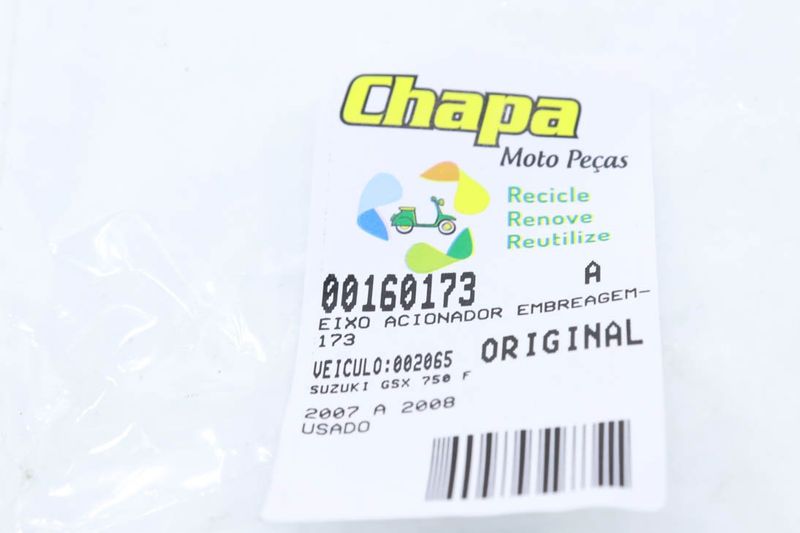 Chapa
Moto Peças
Recicle
Renove
Reutilize
00160173 A
EIXO ACIONADOR EMBREAGEM-
173
VEICULO:002065 ORIGINAL
SUZUKI GSX 750 F
2007 A 2008
USADO